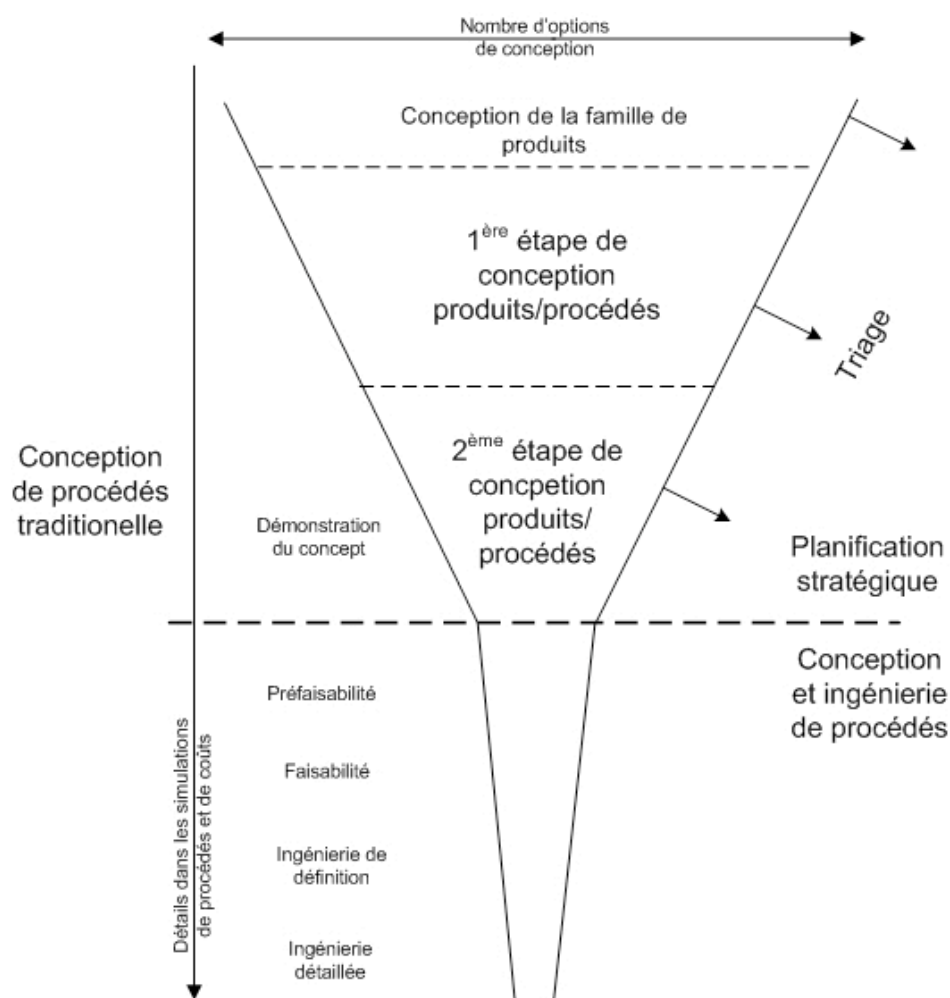 Nombre d'options
de conception
Conception de la famille de
produits
1ère étape de
conception
produits/procédés
Triage
2ème étape de
concpetion
produits/
procédés
Conception
de procédés
traditionelle
Démonstration
du concept
Planification
stratégique
Conception
et ingénierie
de procédés
Préfaisabilité
Faisabilité
Ingénierie de
définition
Ingénierie
détaillée
Détails dans les simulations
de procédés et de coûts